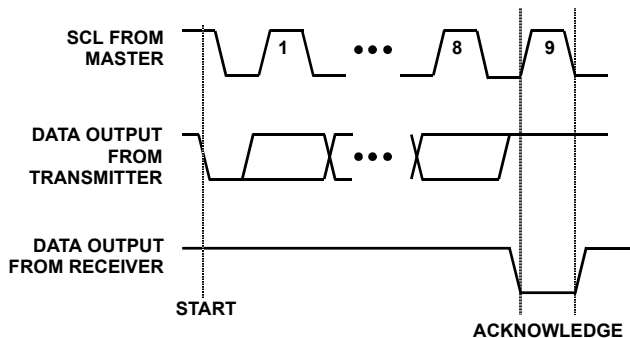 SCL FROM
MASTER
1
8
9
DATA OUTPUT
FROM
TRANSMITTER
DATA OUTPUT
FROM RECEIVER
START
ACKNOWLEDGE